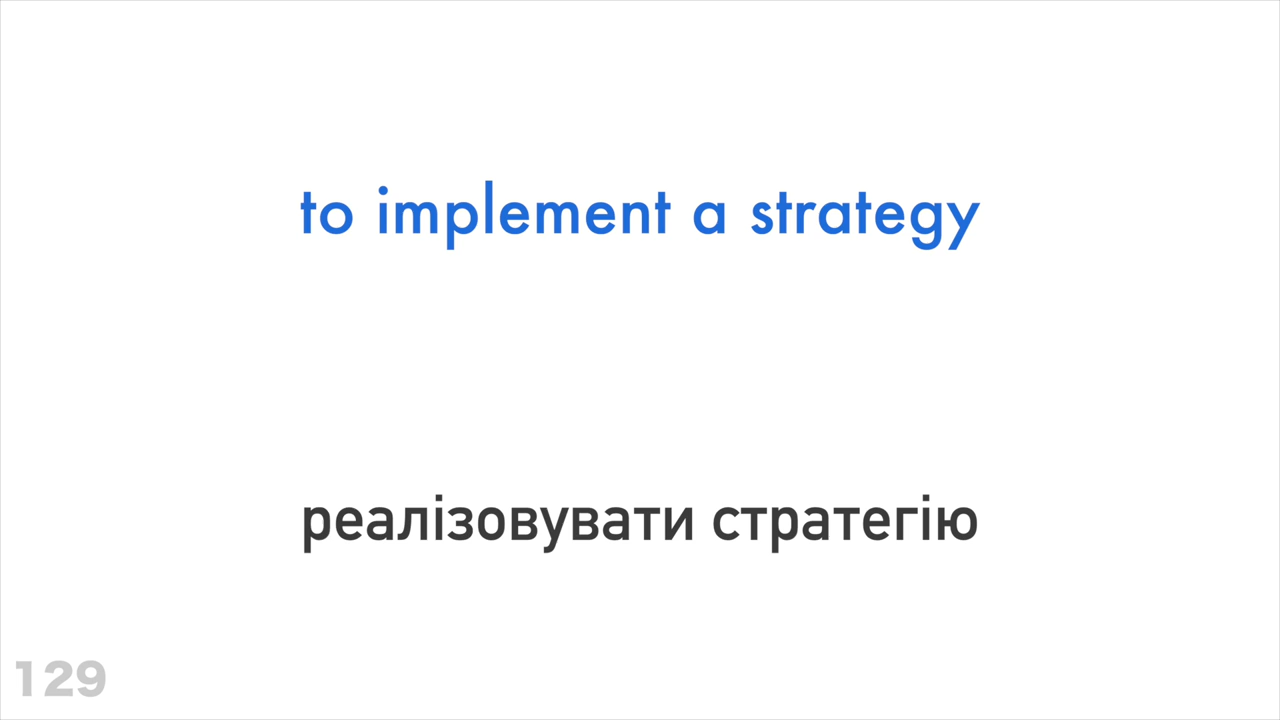 to implement a strategy
реалізовувати стратегію
129